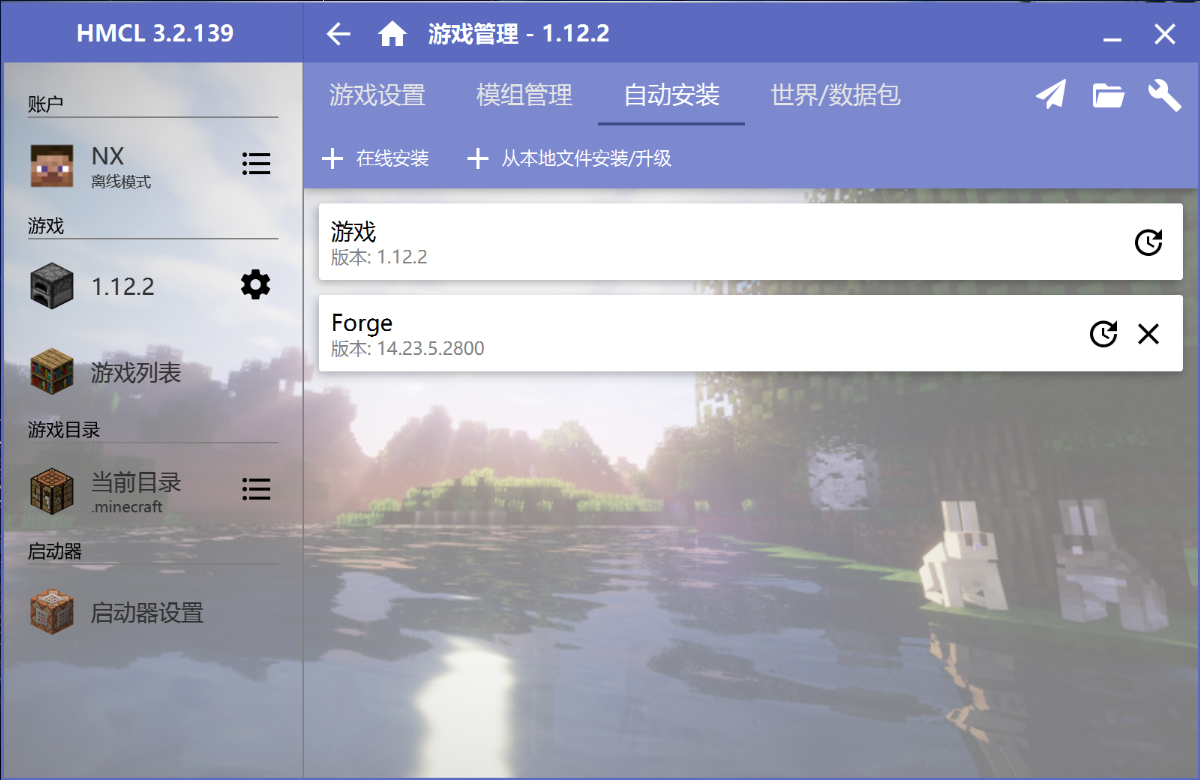 HMCL 3.2.139
游戏管理 - 1.12.2
账户
NX
离线模式
游戏
1.12.2
游戏列表
游戏目录
当前目录
.minecraft
启动器
启动器设置
游戏设置 模组管理 自动安装 世界/数据包
在线安装 从本地文件安装/升级
游戏
版本: 1.12.2
Forge
版本: 14.23.5.2800